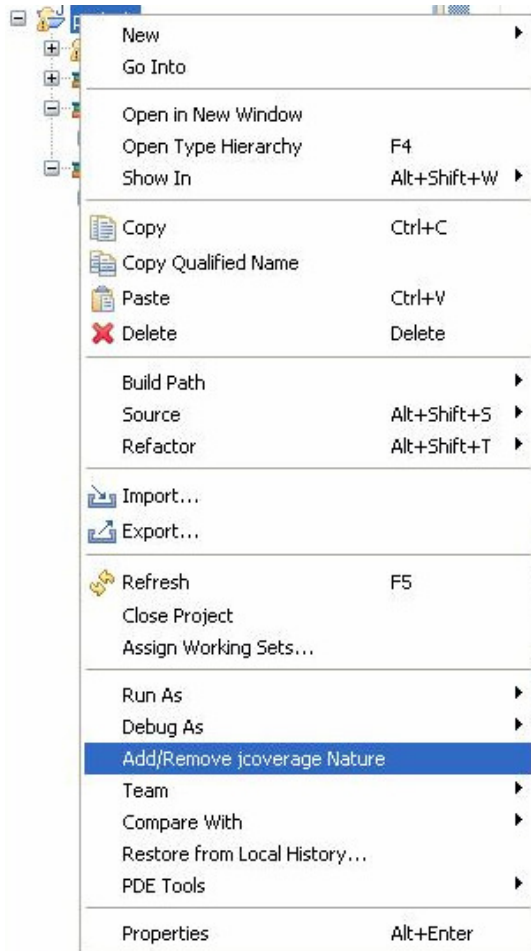 New
Go Into
Open in New Window
Open Type Hierarchy F4
Show In Alt+Shift+W
Copy Ctrl+C
Copy Qualified Name
Paste Ctrl+V
Delete Delete
Build Path
Source Alt+Shift+S
Refactor Alt+Shift+T
Import...
Export...
Refresh F5
Close Project
Assign Working Sets...
Run As
Debug As
Add/Remove jcoverage Nature
Team
Compare With
Restore from Local History...
PDE Tools
Properties Alt+Enter